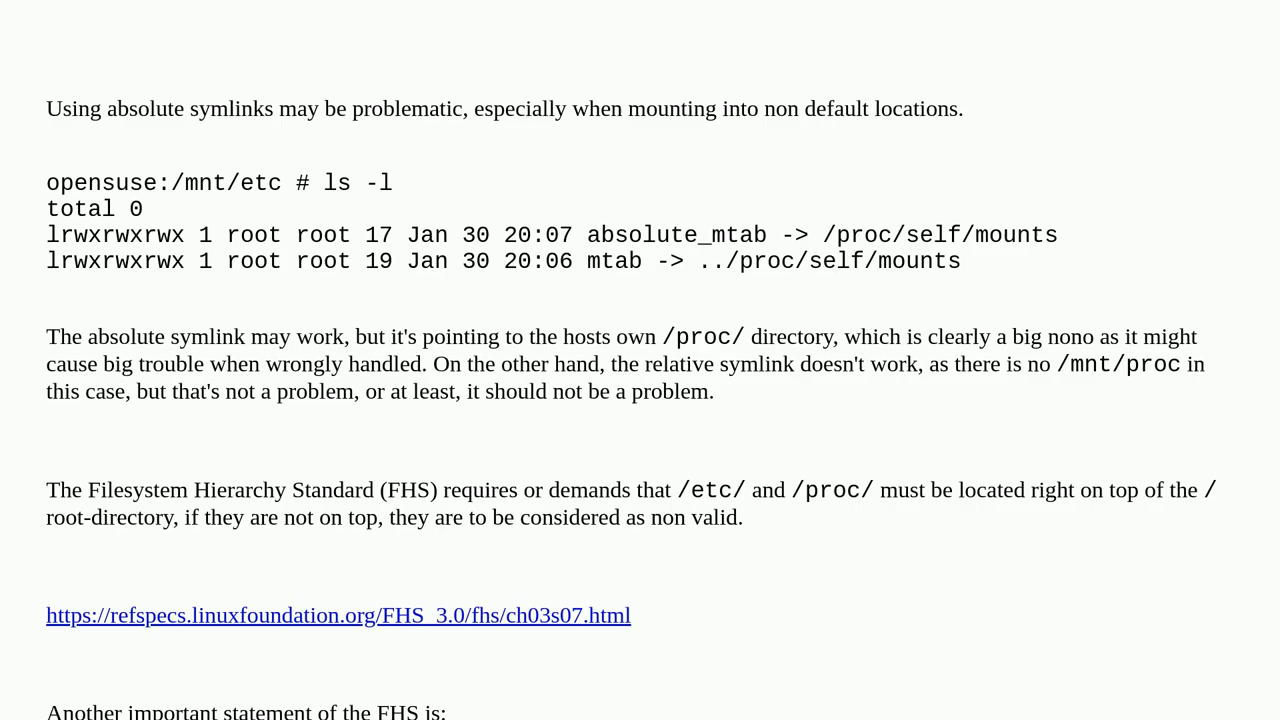 Using absolute symlinks may be problematic, especially when mounting into non default locations.
opensuse:/mnt/etc # ls -l
total 0
lrwxrwxrwx 1 root root 17 Jan 30 20:07 absolute_mtab -> /proc/self/mounts
lrwxrwxrwx 1 root root 19 Jan 30 20:06 mtab -> ../proc/self/mounts
The absolute symlink may work, but it's pointing to the hosts own /proc/ directory, which is clearly a big nono as it might
cause big trouble when wrongly handled. On the other hand, the relative symlink doesn't work, as there is no /mnt/proc in
this case, but that's not a problem, or at least, it should not be a problem.
The Filesystem Hierarchy Standard (FHS) requires or demands that /etc/ and /proc/ must be located right on top of the /
root-directory, if they are not on top, they are to be considered as non valid.
https://refspecs.linuxfoundation.org/FHS_3.0/fhs/ch03s07.html
Another important statement of the FHS is: